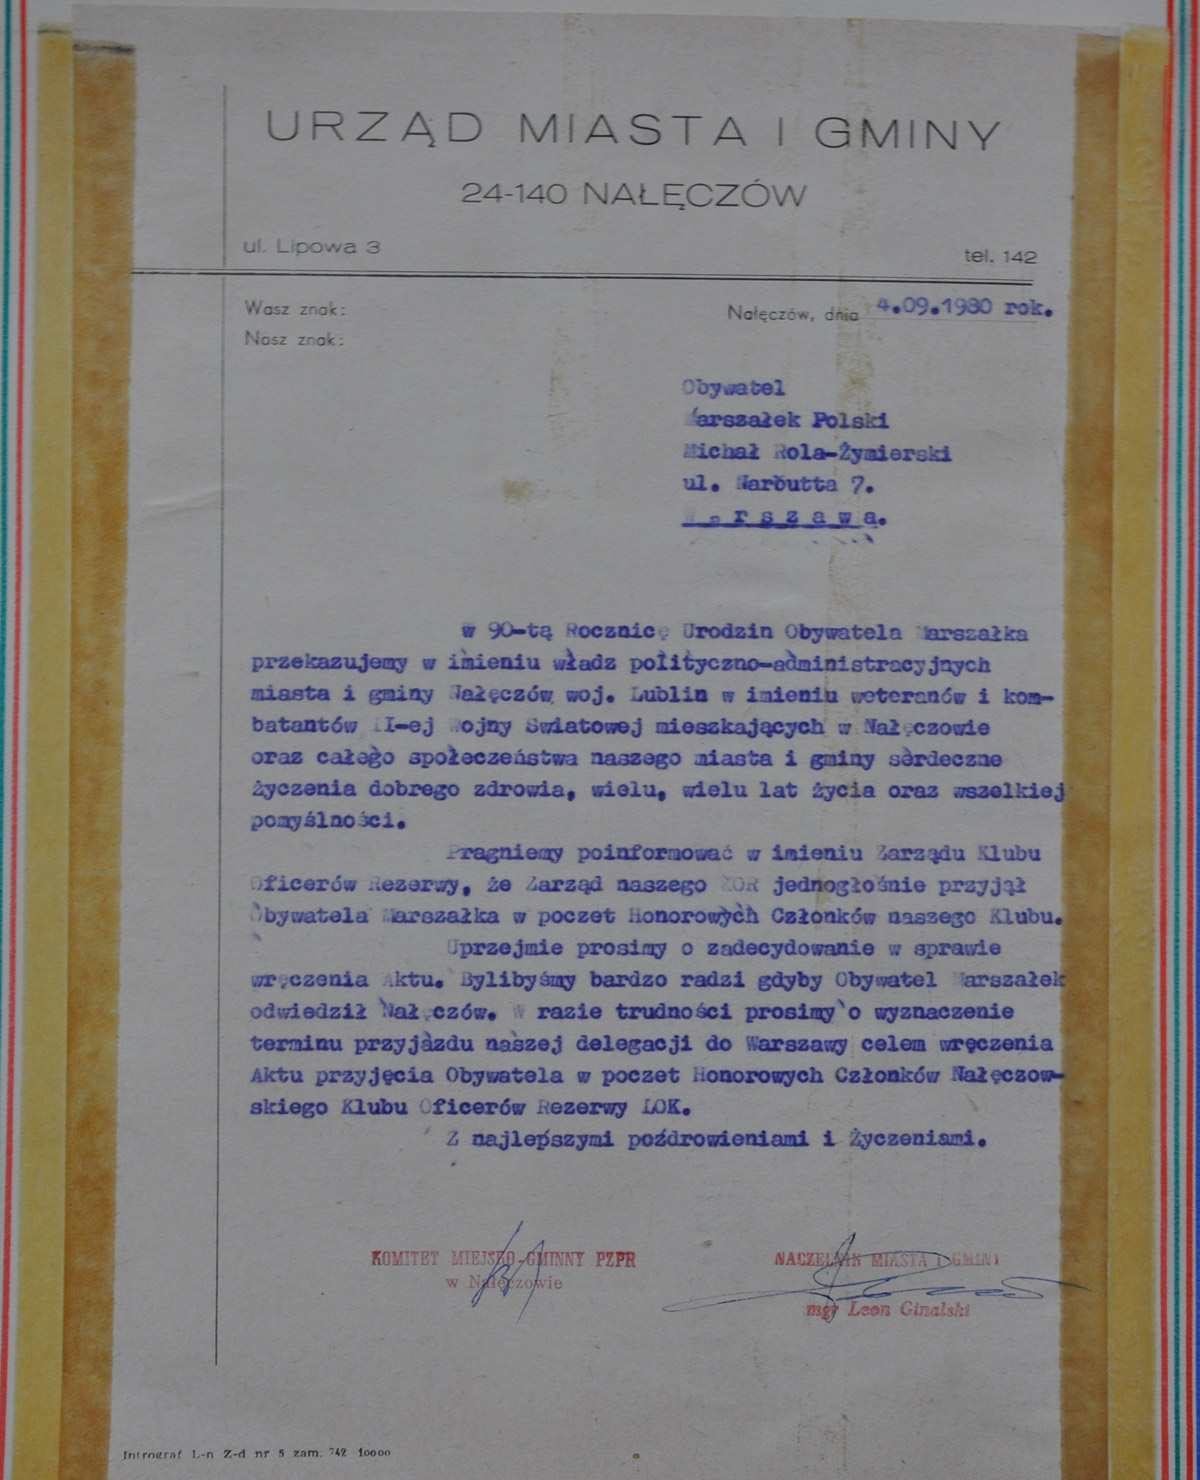 URZĄD MIASTA I GMINY
24-140 NAŁĘCZÓW
ul. Lipowa 3
tel. 142
Wasz znak:
Nałęczów, dnia 4.09.1980 rok.
Nasz znak:
Obywatel
Marszałek Polski
Michał Rola-Żymierski
ul. Narbutta 7.
W a r s z a w a.
W 90-tą Rocznicę Urodzin Obywatela Marszałka
przekazujemy w imieniu władz polityczno-administracyjnych
miasta i gminy Nałęczów woj. Lublin w imieniu weteranów i kom-
batantów II-ej Wojny Swiatowej mieszkających w Nałęczowie
oraz całego społeczeństwa naszego miasta i gminy serdeczne
życzenia dobrego zdrowia, wielu, wielu lat życia oraz wszelkiej
pomyślności.
Pragniemy poinformować w imieniu Zarządu Klubu
Oficerów Rezerwy, że Zarząd naszego KOR jednogłośnie przyjął
Obywatela Marszałka w poczet Honorowych Członków naszego Klubu.
Uprzejmie prosimy o zadecydowanie w sprawie
wręczenia Aktu. Bylibyśmy bardzo radzi gdyby Obywatel Marszałek
odwiedził Nałęczów. W razie trudności prosimy o wyznaczenie
terminu przyjazdu naszej delegacji do Warszawy celem wręczenia
Aktu przyjęcia Obywatela w poczet Honorowych Członków Nałęczow-
skiego Klubu Oficerów Rezerwy LOK.
Z najlepszymi pozdrowieniami i Życzeniami.
KOMITET MIEJSKO-GMINNY PZPR
w Nałęczowie
NACZELNIK MIASTA I GMINY
mgr Leon Ginalski
Intrograf L-n Z-d nr 5 zam. 742 10000